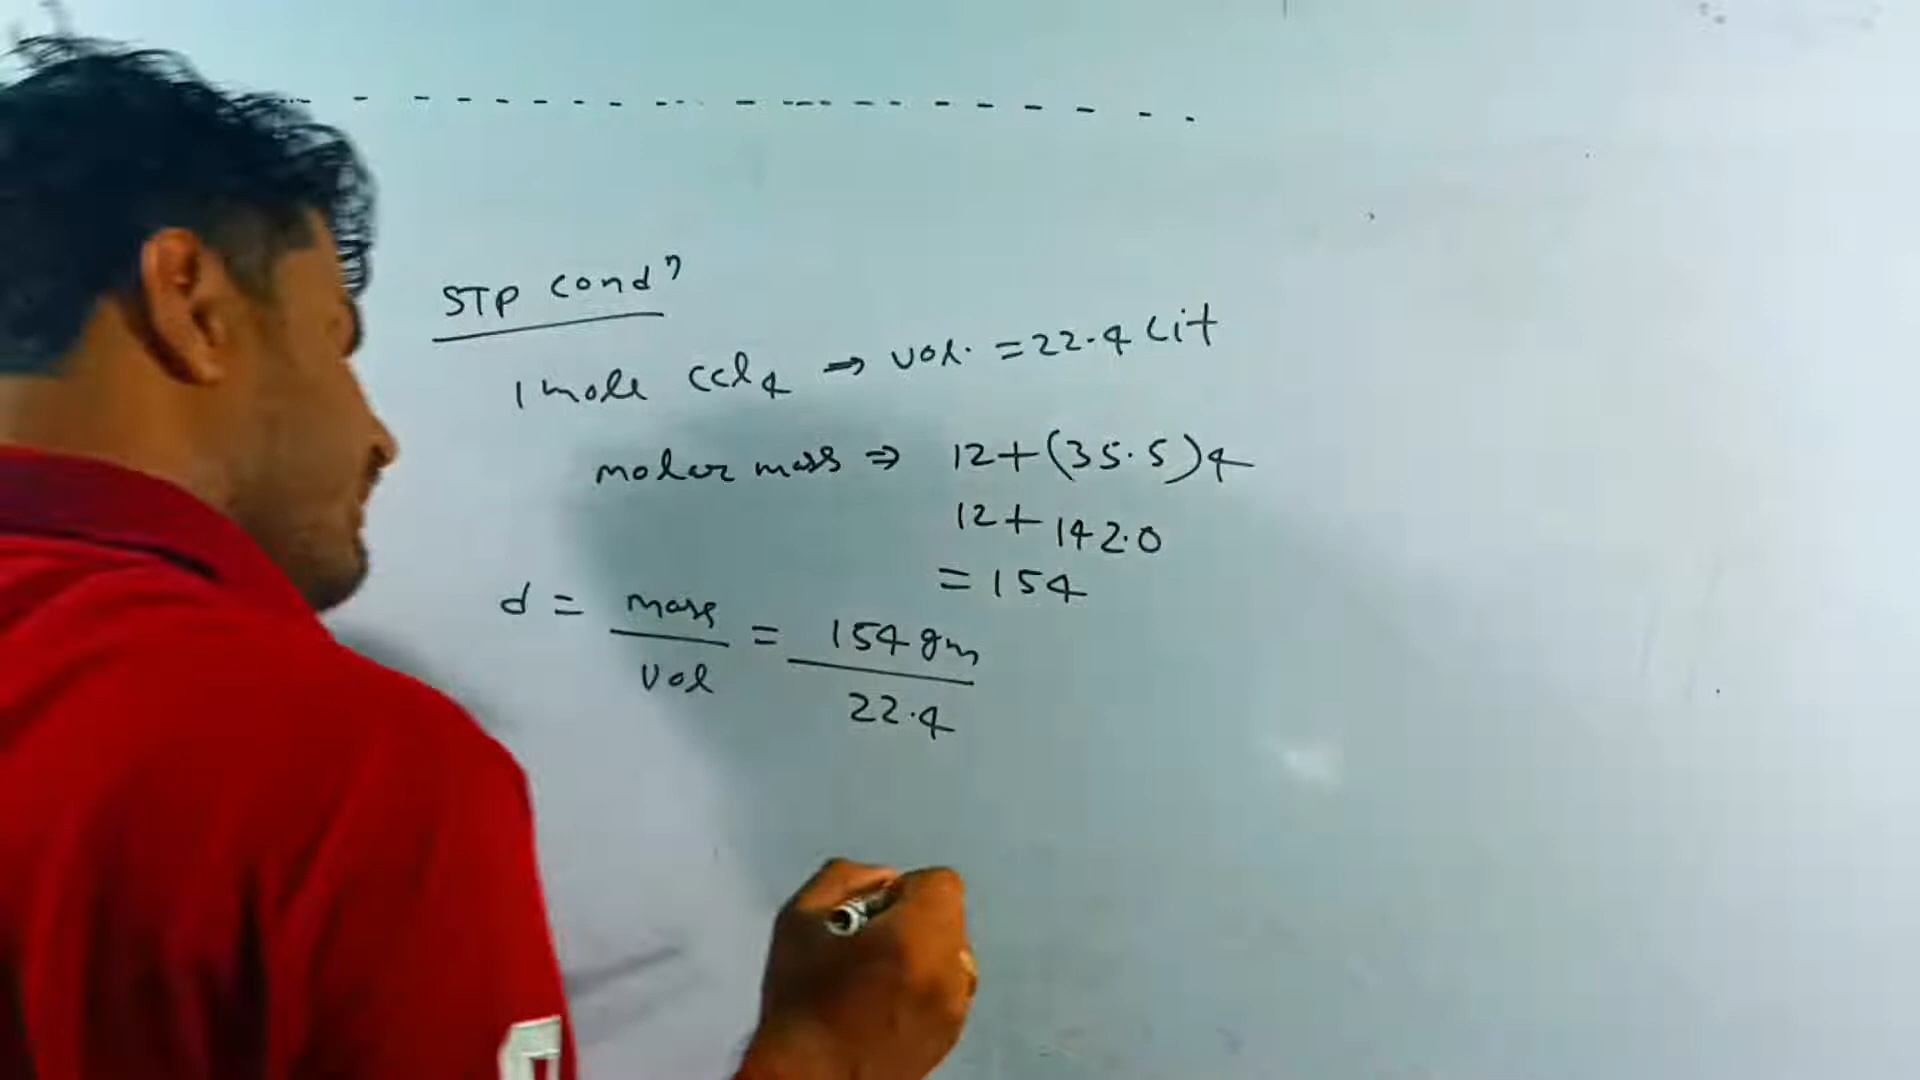 STP condⁿ
1 mole CCl₄ → vol. = 22.4 Lit
molar mass ⇒ 12+(35.5)4
12+142.0
= 154
d = mass/vol = 154 gm/22.4